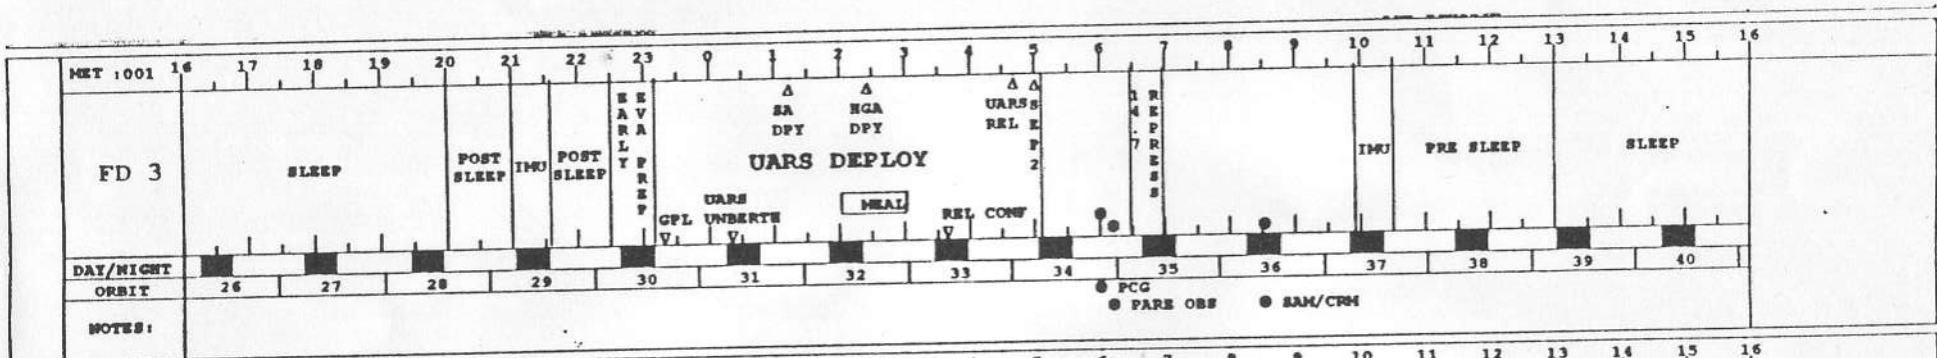 MET :001 16 17 18 19 20 21 22 23 0 1 2 3 4 5 6 7 8 9 10 11 12 13 14 15 16
FD 3
SLEEP
POST SLEEP
IMU
POST SLEEP
EARLY EVA PREP
SA DPY
HGA DPY
UARS REL
SEP 2
UARS DEPLOY
GPL
UARS UNBERTH
MEAL
REL CONF
14.7 REPRESS
IMU
PRE SLEEP
SLEEP
DAY/NIGHT
ORBIT 26 27 28 29 30 31 32 33 34 35 36 37 38 39 40
NOTES:
PCG
PARE OBS
SAM/CRM
6 7 8 9 10 11 12 13 14 15 16